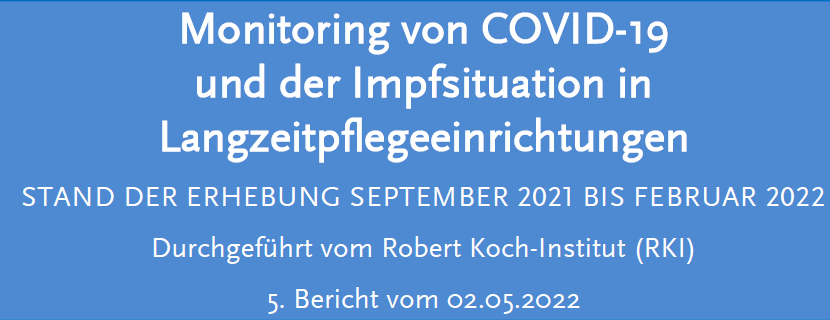 Monitoring von COVID-19
und der Impfsituation in
Langzeitpflegeeinrichtungen
STAND DER ERHEBUNG SEPTEMBER 2021 BIS FEBRUAR 2022
Durchgeführt vom Robert Koch-Institut (RKI)
5. Bericht vom 02.05.2022